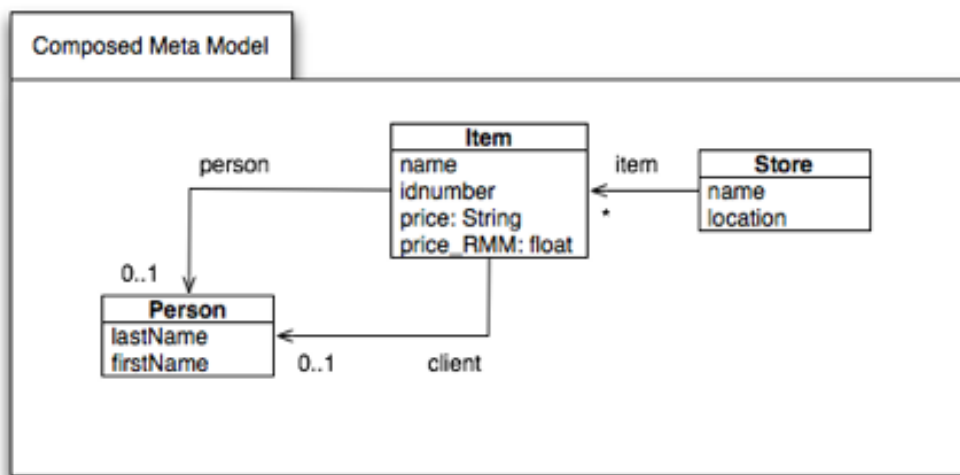 Composed Meta Model
Item
name
idnumber
price: String
price_RMM: float
person
item
*
Store
name
location
0..1
Person
lastName
firstName
0..1
client